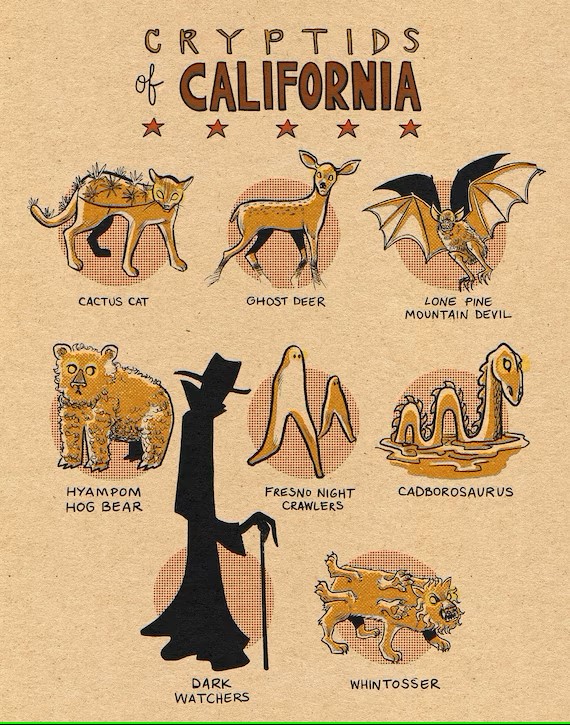 CRYPTIDS
of CALIFORNIA
CACTUS CAT
GHOST DEER
LONE PINE
MOUNTAIN DEVIL
HYAMPOM
HOG BEAR
FRESNO NIGHT
CRAWLERS
CADBOROSAURUS
DARK
WATCHERS
WHINTOSSER